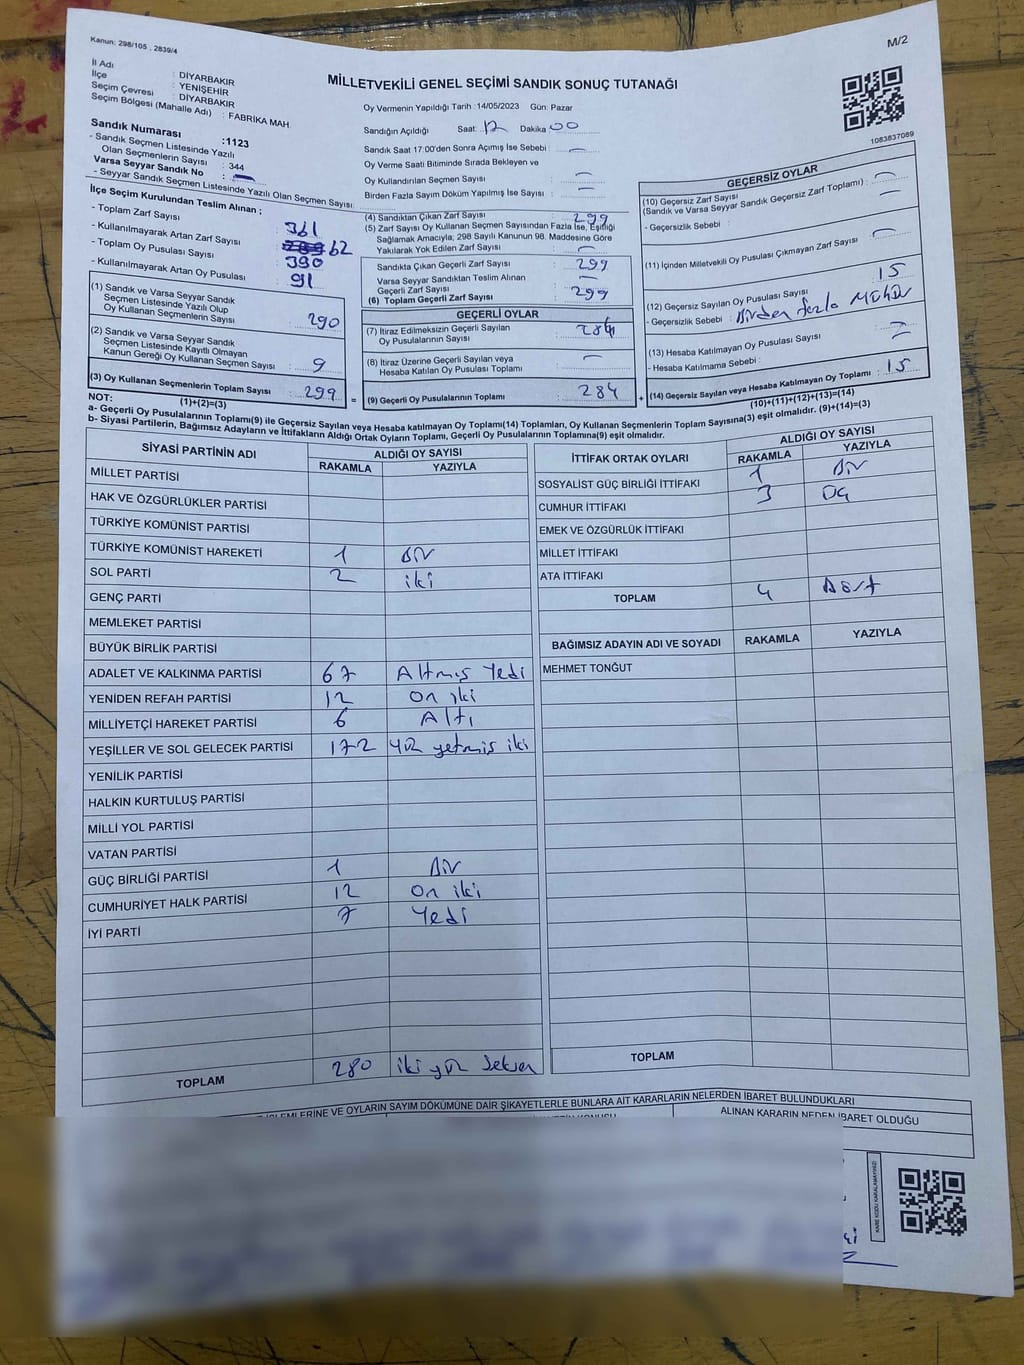 Kanun: 298/105 , 2839/4
M/2
İl Adı : DİYARBAKIR
İlçe : YENİŞEHİR
Seçim Çevresi : DİYARBAKIR
Seçim Bölgesi (Mahalle Adı) : FABRİKA MAH.
Sandık Numarası :1123
- Sandık Seçmen Listesinde Yazılı
Olan Seçmenlerin Sayısı : 344
Varsa Seyyar Sandık No :
- Seyyar Sandık Seçmen Listesinde Yazılı Olan Seçmen Sayısı:
MİLLETVEKİLİ GENEL SEÇİMİ SANDIK SONUÇ TUTANAĞI
Oy Vermenin Yapıldığı Tarih :14/05/2023 Gün: Pazar
Sandığın Açıldığı Saat: 17 Dakika 00
Sandık Saat 17:00'den Sonra Açımış İse Sebebi : —
Oy Verme Saati Bitiminde Sırada Bekleyen ve
Oy Kullandırılan Seçmen Sayısı : —
Birden Fazla Sayım Döküm Yapılmış İse Sayısı : —
1083837089
İlçe Seçim Kurulundan Teslim Alınan ;
- Toplam Zarf Sayısı : 361
- Kullanılmayarak Artan Zarf Sayısı : 62
- Toplam Oy Pusulası Sayısı : 390
- Kullanılmayarak Artan Oy Pusulası : 91
(1) Sandık ve Varsa Seyyar Sandık
Seçmen Listesinde Yazılı Olup
Oy Kullanan Seçmenlerin Sayısı : 290
(2) Sandık ve Varsa Seyyar Sandık
Seçmen Listesinde Kayıtlı Olmayan
Kanun Gereği Oy Kullanan Seçmen Sayısı : 9
(3) Oy Kullanan Seçmenlerin Toplam Sayısı : 299 =
(1)+(2)=(3)
(4) Sandıktan Çıkan Zarf Sayısı : 299
(5) Zarf Sayısı Oy Kullanan Seçmen Sayısından Fazla İse, Eşitliği
Sağlamak Amacıyla; 298 Sayılı Kanunun 98. Maddesine Göre
Yakılarak Yok Edilen Zarf Sayısı : —
Sandıkta Çıkan Geçerli Zarf Sayısı : 299
Varsa Seyyar Sandıktan Teslim Alınan
Geçerli Zarf Sayısı : —
(6) Toplam Geçerli Zarf Sayısı : 299
GEÇERLİ OYLAR
(7) İtiraz Edilmeksizin Geçerli Sayılan
Oy Pusulalarının Sayısı : 284
(8) İtiraz Üzerine Geçerli Sayılan veya
Hesaba Katılan Oy Pusulası Toplamı : —
(9) Geçerli Oy Pusulalarının Toplamı : 284 +
GEÇERSİZ OYLAR
(10) Geçersiz Zarf Sayısı
(Sandık ve Varsa Seyyar Sandık Geçersiz Zarf Toplamı) : —
- Geçersizlik Sebebi : —
(11) İçinden Milletvekili Oy Pusulası Çıkmayan Zarf Sayısı : —
(12) Geçersiz Sayılan Oy Pusulası Sayısı : 15
- Geçersizlik Sebebi : Birden fazla MÜHÜR
(13) Hesaba Katılmayan Oy Pusulası Sayısı : —
- Hesaba Katılmama Sebebi : —
(14) Geçersiz Sayılan veya Hesaba Katılmayan Oy Toplamı : 15
(10)+(11)+(12)+(13)=(14)
NOT:
a- Geçerli Oy Pusulalarının Toplamı(9) ile Geçersiz Sayılan veya Hesaba katılmayan Oy Toplamı(14) Toplamları, Oy Kullanan Seçmenlerin Toplam Sayısına(3) eşit olmalıdır. (9)+(14)=(3)
b- Siyasi Partilerin, Bağımsız Adayların ve İttifakların Aldığı Ortak Oyların Toplamı, Geçerli Oy Pusulalarının Toplamına(9) eşit olmalıdır.
SİYASİ PARTİNİN ADI ALDIĞI OY SAYISI
RAKAMLA YAZIYLA
MİLLET PARTİSİ
HAK VE ÖZGÜRLÜKLER PARTİSİ
TÜRKİYE KOMÜNİST PARTİSİ
TÜRKİYE KOMÜNİST HAREKETİ 1 Bir
SOL PARTİ 2 iki
GENÇ PARTİ
MEMLEKET PARTİSİ
BÜYÜK BİRLİK PARTİSİ
ADALET VE KALKINMA PARTİSİ 67 Altmış Yedi
YENİDEN REFAH PARTİSİ 12 On iki
MİLLİYETÇİ HAREKET PARTİSİ 6 Altı
YEŞİLLER VE SOL GELECEK PARTİSİ 172 yüz yetmiş iki
YENİLİK PARTİSİ
HALKIN KURTULUŞ PARTİSİ
MİLLİ YOL PARTİSİ
VATAN PARTİSİ
GÜÇ BİRLİĞİ PARTİSİ 1 Bir
CUMHURİYET HALK PARTİSİ 12 On iki
İYİ PARTİ 7 Yedi
TOPLAM 280 iki yüz seksen
İTTİFAK ORTAK OYLARI ALDIĞI OY SAYISI
RAKAMLA YAZIYLA
SOSYALİST GÜÇ BİRLİĞİ İTTİFAKI 1 Bir
CUMHUR İTTİFAKI 3 Üç
EMEK VE ÖZGÜRLÜK İTTİFAKI
MİLLET İTTİFAKI
ATA İTTİFAKI
TOPLAM 4 Dört
BAĞIMSIZ ADAYIN ADI VE SOYADI RAKAMLA YAZIYLA
MEHMET TONĞUT
TOPLAM
İŞLEMLERİNE VE OYLARIN SAYIM DÖKÜMÜNE DAİR ŞİKAYETLERLE BUNLARA AİT KARARLARIN NELERDEN İBARET BULUNDUKLARI
ALINAN KARARIN NEDEN İBARET OLDUĞU
KARE KODU KARALAMAYINIZ